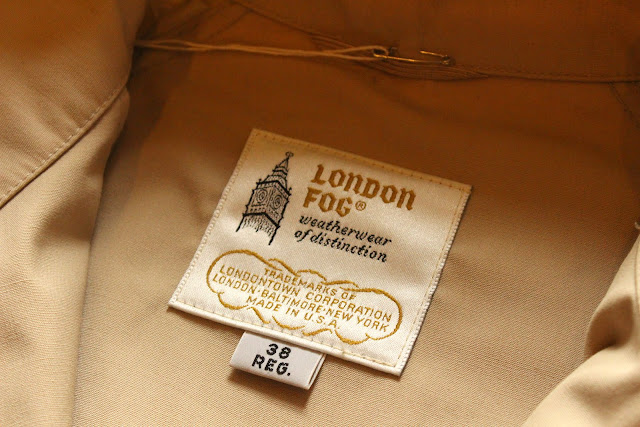 LONDON
FOG®
weatherwear
of distinction
TRADEMARKS OF
LONDONTOWN CORPORATION
LONDON·BALTIMORE·NEW YORK
MADE IN U.S.A.
38
REG.